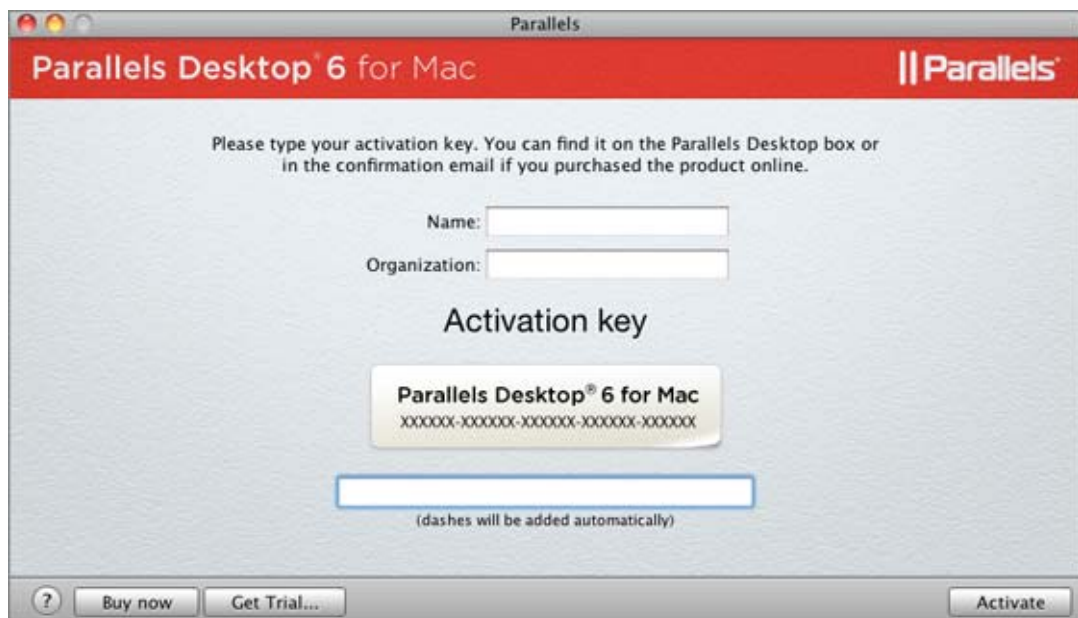 Parallels
Parallels Desktop® 6 for Mac
Parallels®
Please type your activation key. You can find it on the Parallels Desktop box or
in the confirmation email if you purchased the product online.
Name:
Organization:
Activation key
Parallels Desktop® 6 for Mac
XXXXXX-XXXXXX-XXXXXX-XXXXXX-XXXXXX
(dashes will be added automatically)
?
Buy now
Get Trial...
Activate